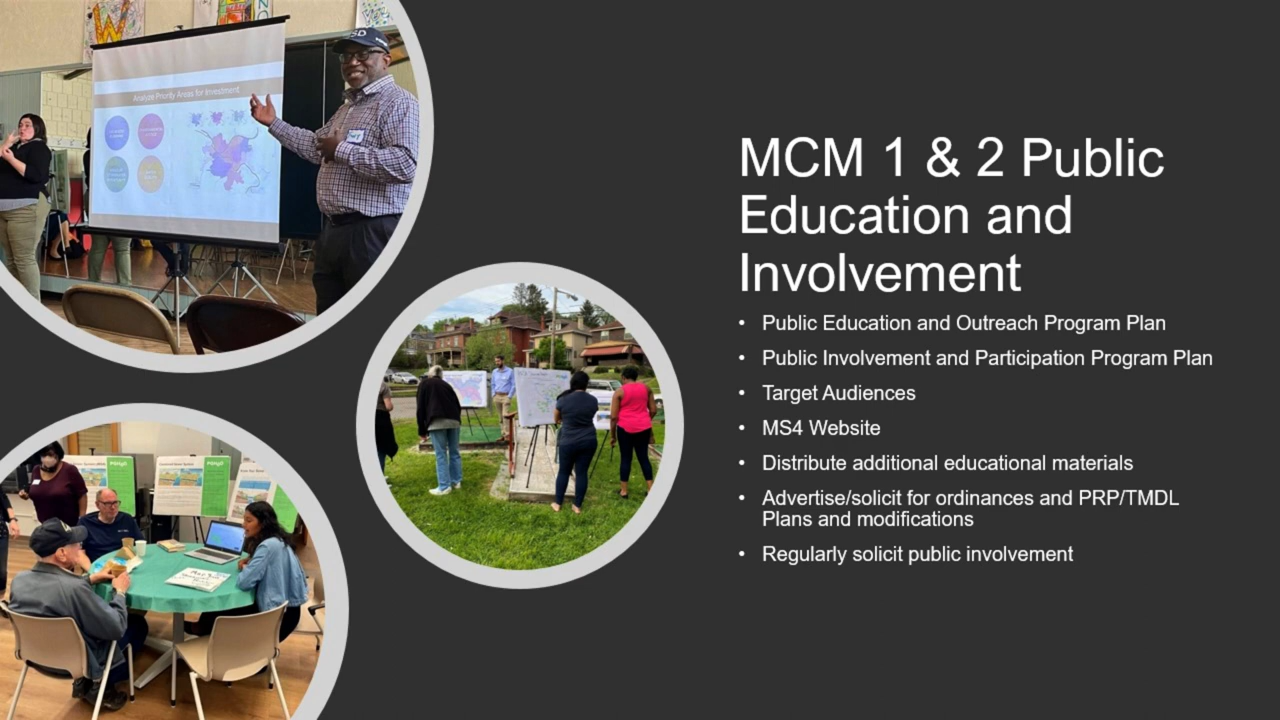 SD
Analyze Priority Areas for Investment
MCM 1 & 2 Public
Education and
Involvement
• Public Education and Outreach Program Plan
• Public Involvement and Participation Program Plan
• Target Audiences
• MS4 Website
• Distribute additional educational materials
• Advertise/solicit for ordinances and PRP/TMDL
Plans and modifications
• Regularly solicit public involvement